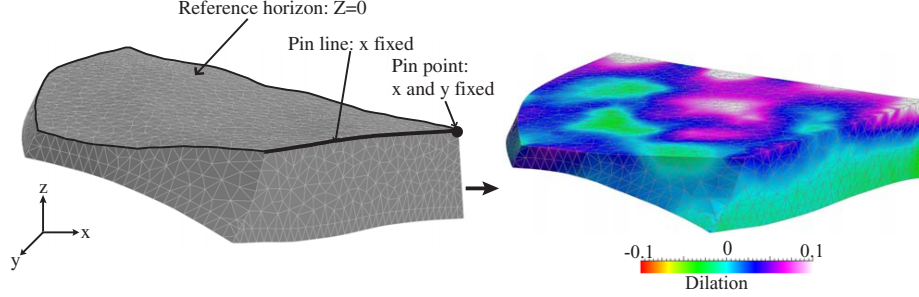 Reference horizon: Z=0
Pin line: x fixed
Pin point:
x and y fixed
z
x
y
-0.1 0 0.1
Dilation